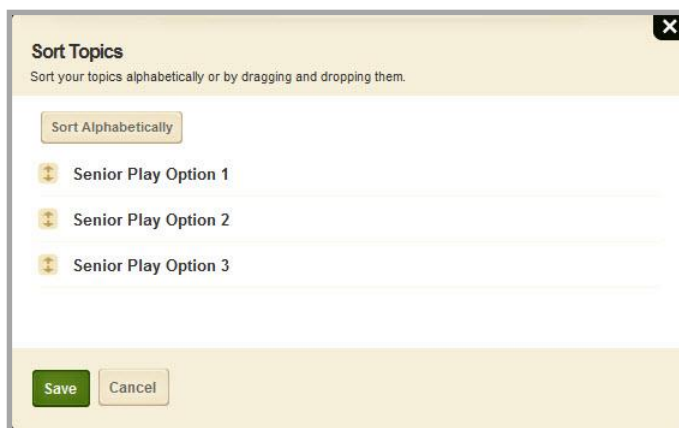 Sort Topics
Sort your topics alphabetically or by dragging and dropping them.
Sort Alphabetically
Senior Play Option 1
Senior Play Option 2
Senior Play Option 3
Save
Cancel